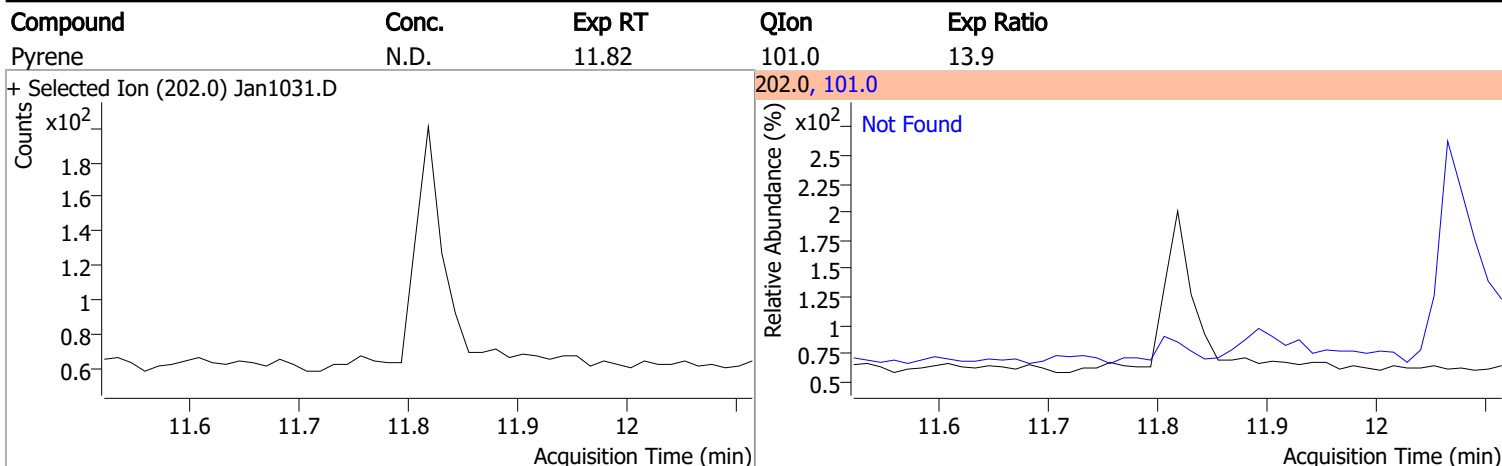 Compound Conc. Exp RT QIon Exp Ratio
Pyrene N.D. 11.82 101.0 13.9
+ Selected Ion (202.0) Jan1031.D
Counts
x10²
1.8
1.6
1.4
1.2
1
0.8
0.6
11.6 11.7 11.8 11.9 12
Acquisition Time (min)
202.0, 101.0
Relative Abundance (%)
x10²
Not Found
2.5
2.25
2
1.75
1.5
1.25
1
0.75
0.5
11.6 11.7 11.8 11.9 12
Acquisition Time (min)